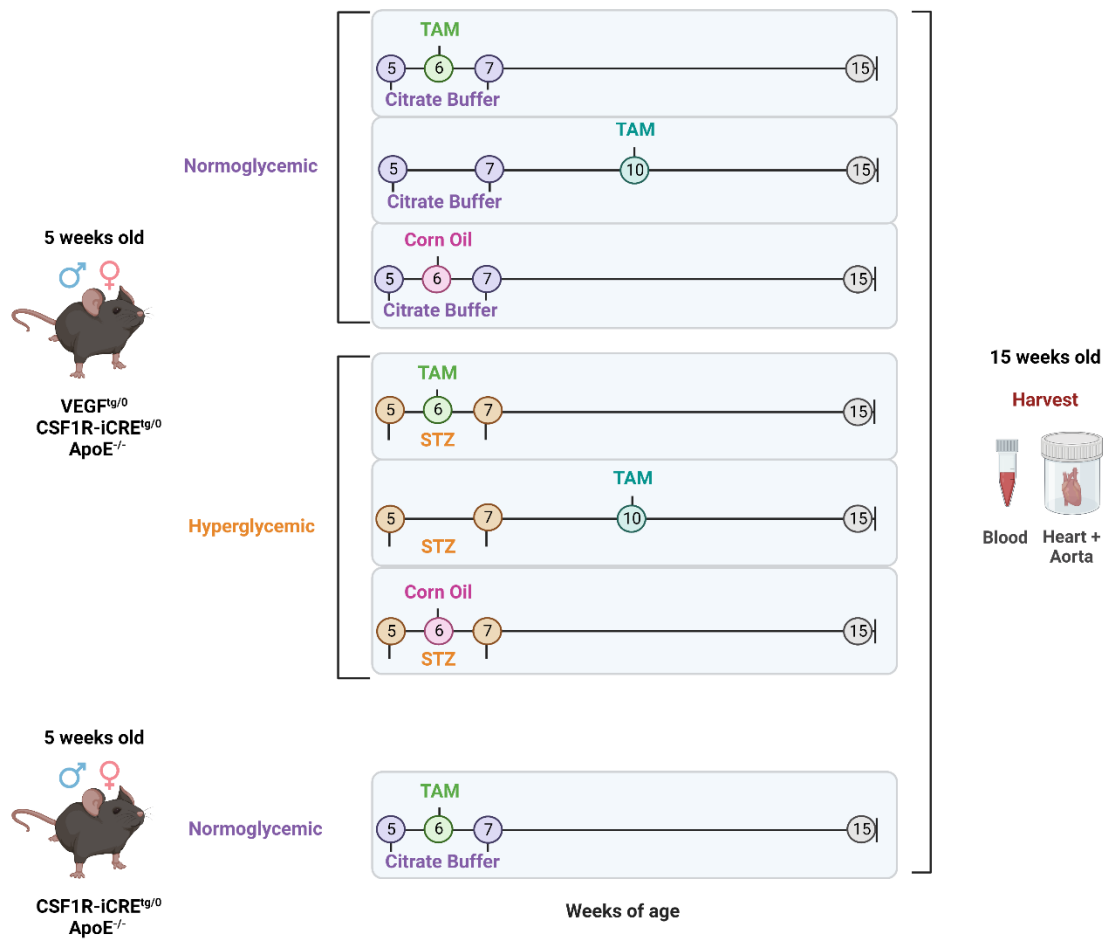 TAM
5 6 7 15
Citrate Buffer
TAM
Normoglycemic
5 7 10 15
Citrate Buffer
Corn Oil
5 6 7 15
Citrate Buffer
5 weeks old
♂ ♀
VEGFtg/0
CSF1R-iCREtg/0
ApoE-/-
TAM
5 6 7 15
STZ
TAM
Hyperglycemic
5 7 10 15
STZ
Corn Oil
5 6 7 15
STZ
5 weeks old
♂ ♀
CSF1R-iCREtg/0
ApoE-/-
Normoglycemic
TAM
5 6 7 15
Citrate Buffer
Weeks of age
15 weeks old
Harvest
Blood
Heart +
Aorta